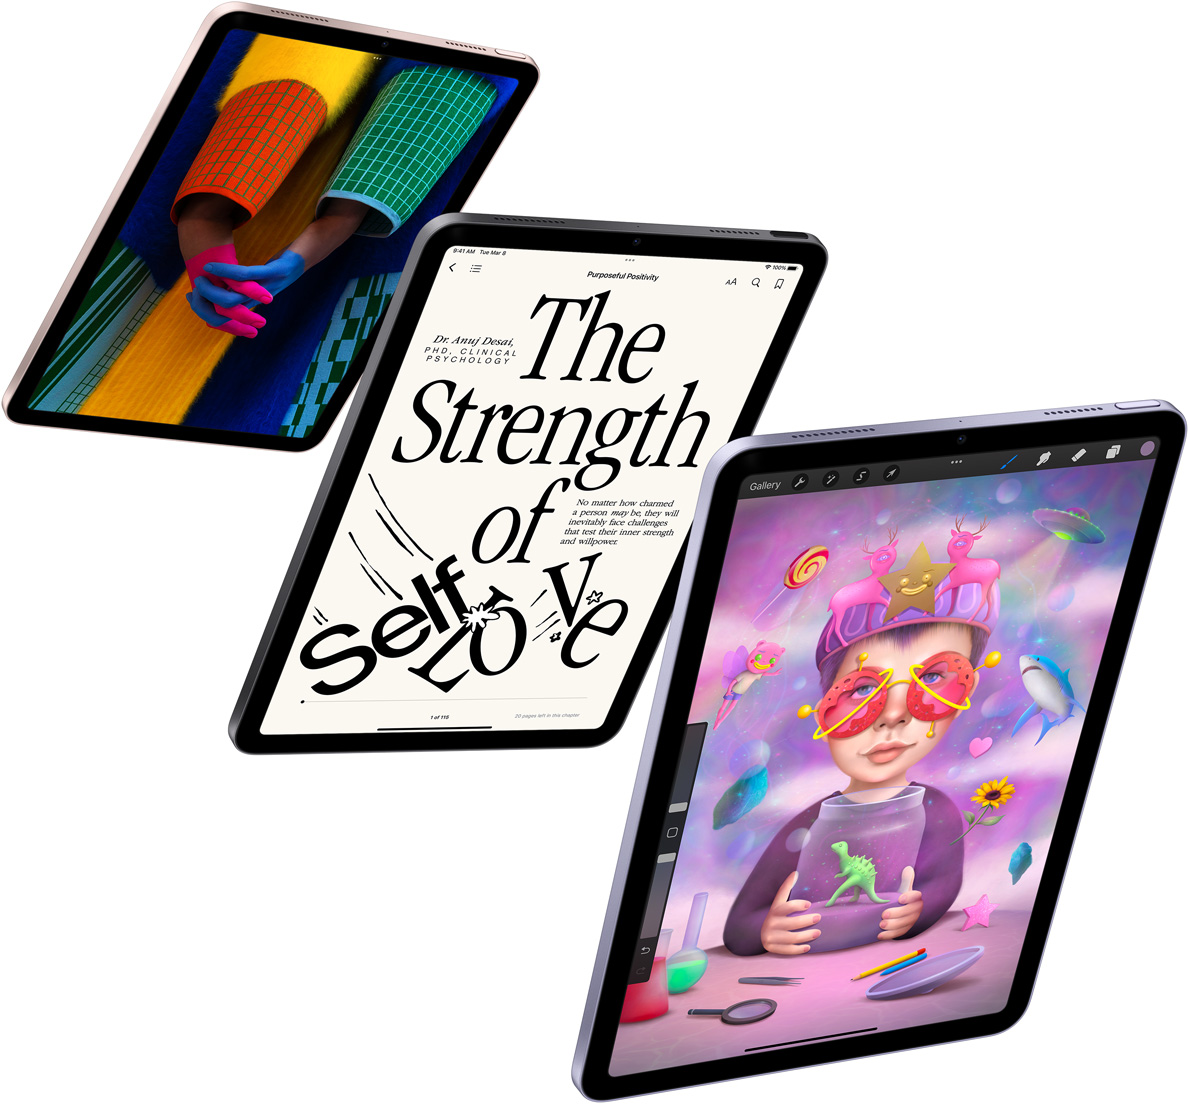 9:41 AM Tue Mar 8
100%
Purposeful Positivity
AA
Dr. Anuj Desai,
PHD, CLINICAL
PSYCHOLOGY
The
Strength
of
No matter how charmed
a person may be, they will
inevitably face challenges
that test their inner strength
and willpower.
Self
Love
1 of 115
20 pages left in this chapter
Gallery